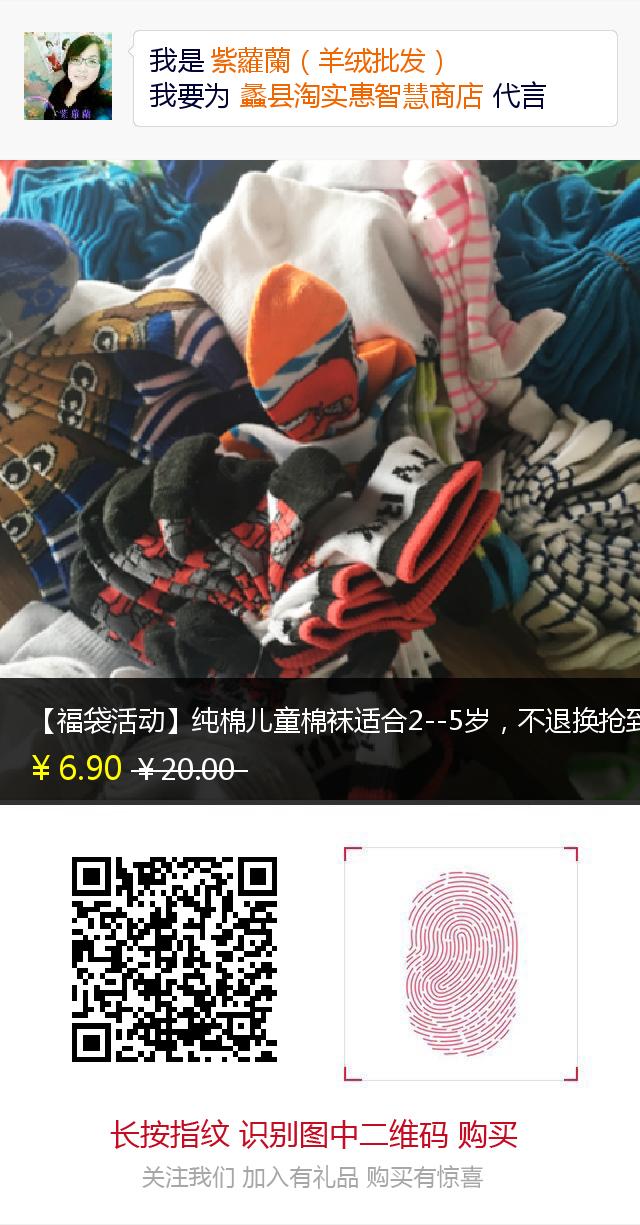 我是 紫蘿蘭（羊绒批发）
我要为 蠡县淘实惠智慧商店 代言
紫蘿蘭
【福袋活动】纯棉儿童棉袜适合2--5岁，不退换抢到
￥6.90 ￥20.00
长按指纹 识别图中二维码 购买
关注我们 加入有礼品 购买有惊喜